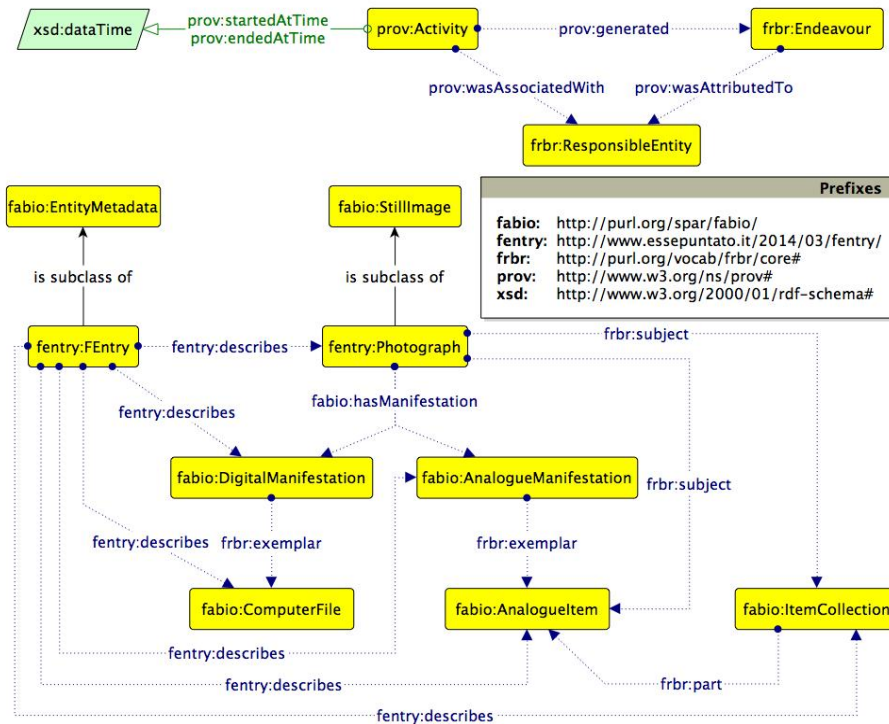 xsd:dataTime
prov:startedAtTime
prov:endedAtTime
prov:Activity
prov:generated
frbr:Endeavour
prov:wasAssociatedWith
prov:wasAttributedTo
frbr:ResponsibleEntity
fabio:EntityMetadata
fabio:StillImage
Prefixes
fabio: http://purl.org/spar/fabio/
fentry: http://www.essepuntato.it/2014/03/fentry/
frbr: http://purl.org/vocab/frbr/core#
prov: http://www.w3.org/ns/prov#
xsd: http://www.w3.org/2000/01/rdf-schema#
is subclass of
is subclass of
fentry:FEntry
fentry:describes
fentry:Photograph
frbr:subject
fabio:hasManifestation
fentry:describes
fabio:DigitalManifestation
fabio:AnalogueManifestation
frbr:subject
fentry:describes
frbr:exemplar
frbr:exemplar
fabio:ComputerFile
fabio:AnalogueItem
fabio:ItemCollection
fentry:describes
fentry:describes
frbr:part
fentry:describes